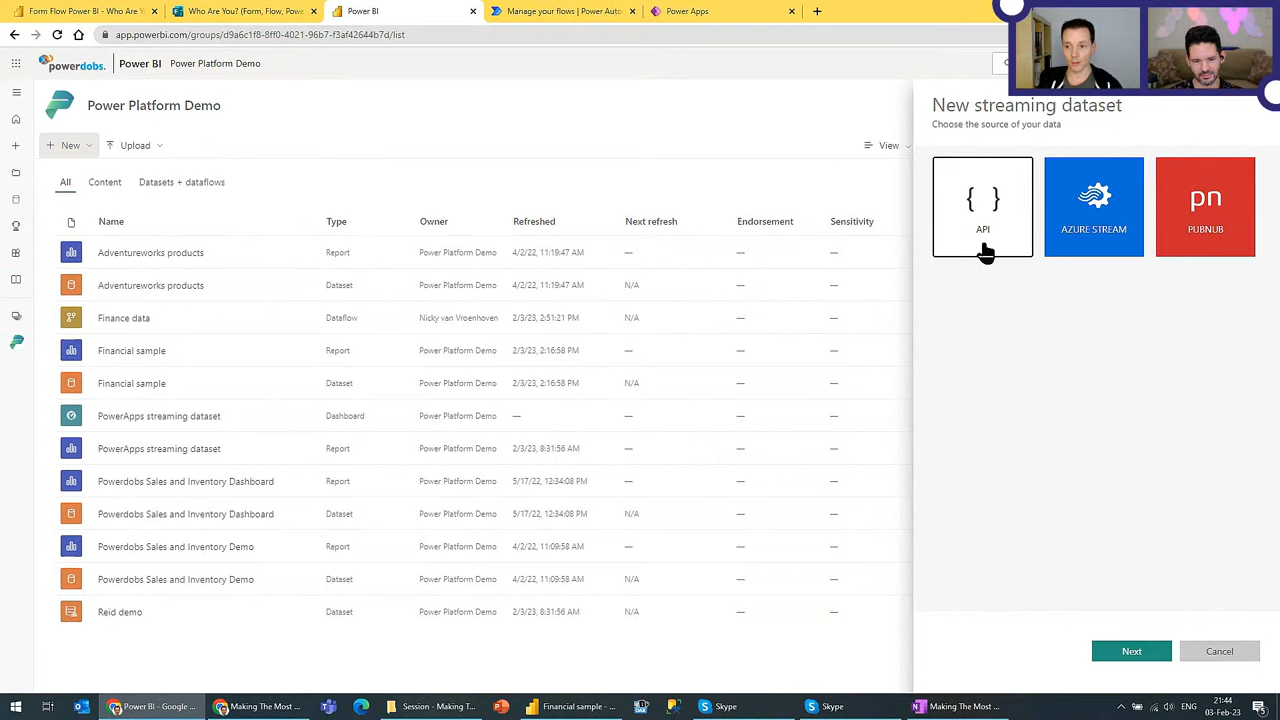 Form Flow Power BI - Who Are Y
Who Are You? (Form, Flow, Power
Power BI
Manage your flows | Power Auto
Power Apps
app.powerbi.com/groups/d9a6c1f8-8ff0-4021-96b7-f3af42644b7d/list
powerdobs. Power BI Power Platform Demo
Power Platform Demo
New Upload View
All Content Datasets + dataflows
Name Type Owner Refreshed Next refresh Endorsement Sensitivity
Adventureworks products Report Power Platform Demo 4/2/22, 11:19:47 AM — — —
Adventureworks products Dataset Power Platform Demo 4/2/22, 11:19:47 AM N/A — —
Finance data Dataflow Nicky van Vroenhoven 2/3/23, 2:51:21 PM N/A — —
Financial sample Report Power Platform Demo 2/3/23, 2:16:58 PM — — —
Financial sample Dataset Power Platform Demo 2/3/23, 2:16:58 PM N/A — —
PowerApps streaming dataset Dashboard Power Platform Demo — — — —
PowerApps streaming dataset Report Power Platform Demo 2/3/23, 8:31:56 AM — — —
Powerdobs Sales and Inventory Dashboard Report Power Platform Demo 5/17/22, 12:34:08 PM — — —
Powerdobs Sales and Inventory Dashboard Dataset Power Platform Demo 5/17/22, 12:34:08 PM N/A — —
Powerdobs Sales and Inventory Demo Report Power Platform Demo 4/2/22, 11:09:58 AM — — —
Powerdobs Sales and Inventory Demo Dataset Power Platform Demo 4/2/22, 11:09:58 AM N/A — —
Reid demo Dataset Power Platform Demo 2/3/23, 8:31:56 AM N/A — —
New streaming dataset
Choose the source of your data
{ } pn
API AZURE STREAM PUBNUB
Next Cancel
Power BI - Google ... Making The Most ... Session - Making T... Financial sample - ... Skype Skype Making The Most ... 21:44
03-Feb-23